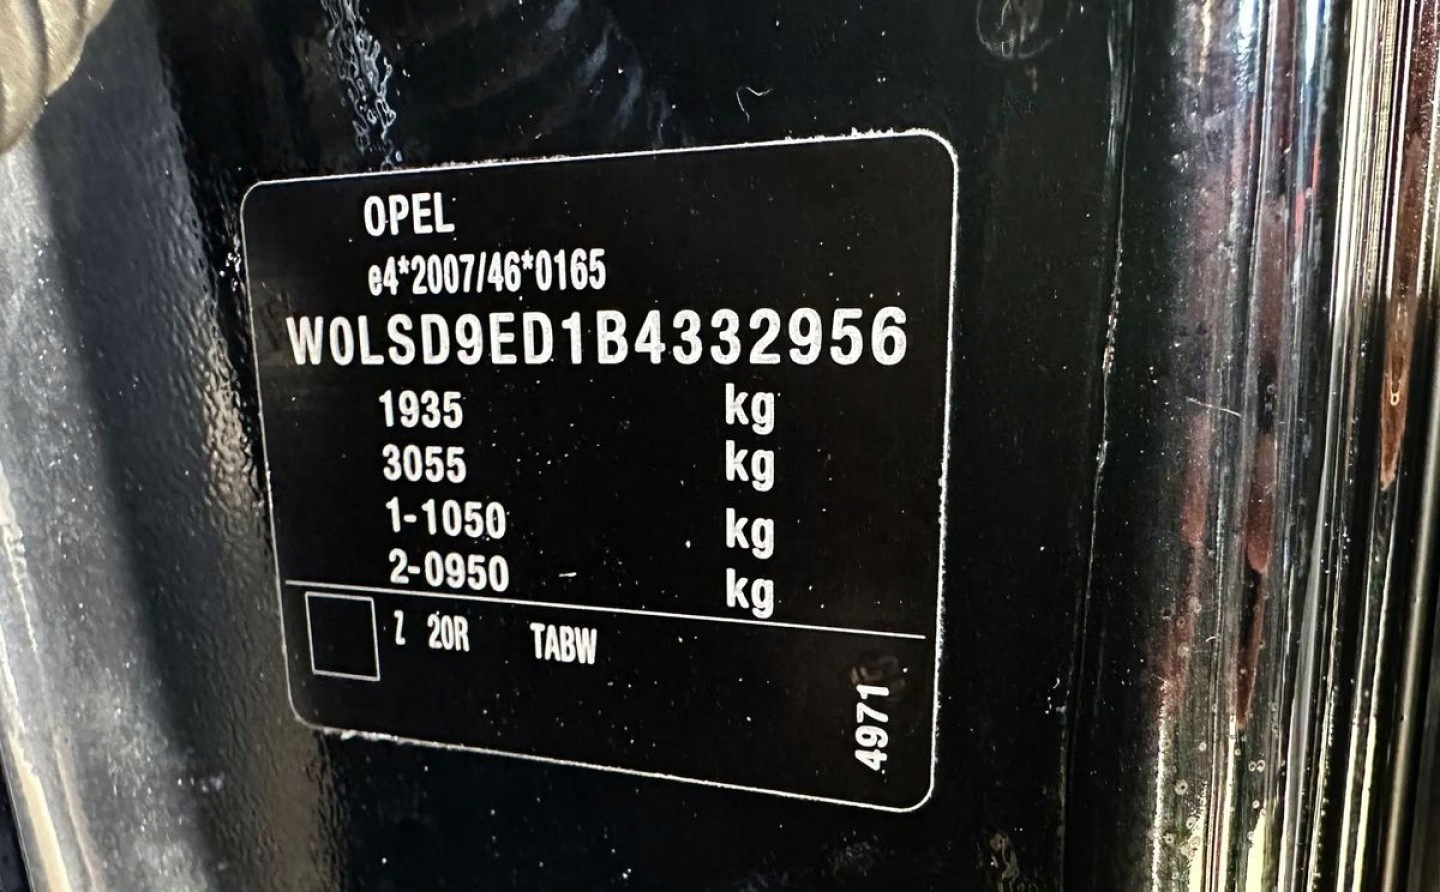 OPEL
e4*2007/46*0165
W0LSD9ED1B4332956
1935 kg
3055 kg
1-1050 kg
2-0950 kg
Z 20R TABW
4971